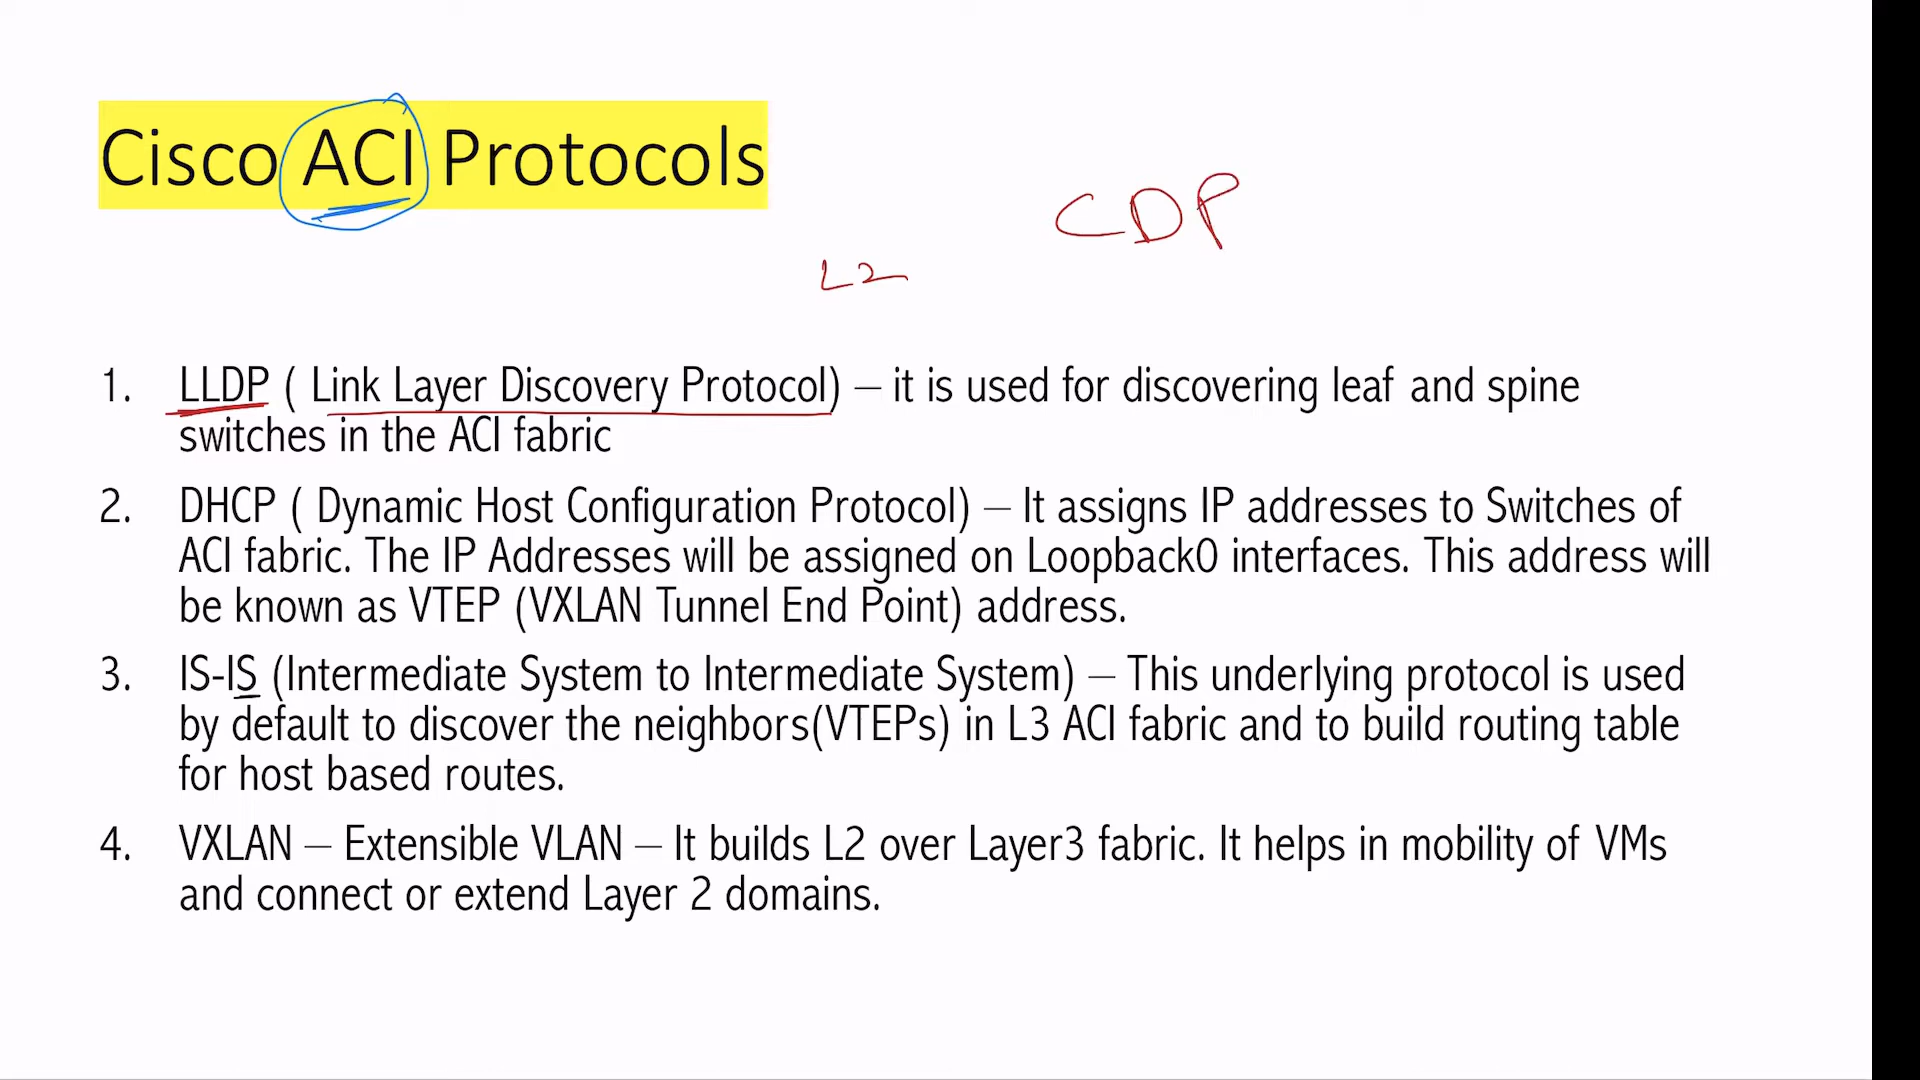 Cisco ACI Protocols
CDP
L2
1. LLDP ( Link Layer Discovery Protocol) – it is used for discovering leaf and spine
switches in the ACI fabric
2. DHCP ( Dynamic Host Configuration Protocol) – It assigns IP addresses to Switches of
ACI fabric. The IP Addresses will be assigned on Loopback0 interfaces. This address will
be known as VTEP (VXLAN Tunnel End Point) address.
3. IS-IS (Intermediate System to Intermediate System) – This underlying protocol is used
by default to discover the neighbors(VTEPs) in L3 ACI fabric and to build routing table
for host based routes.
4. VXLAN – Extensible VLAN – It builds L2 over Layer3 fabric. It helps in mobility of VMs
and connect or extend Layer 2 domains.